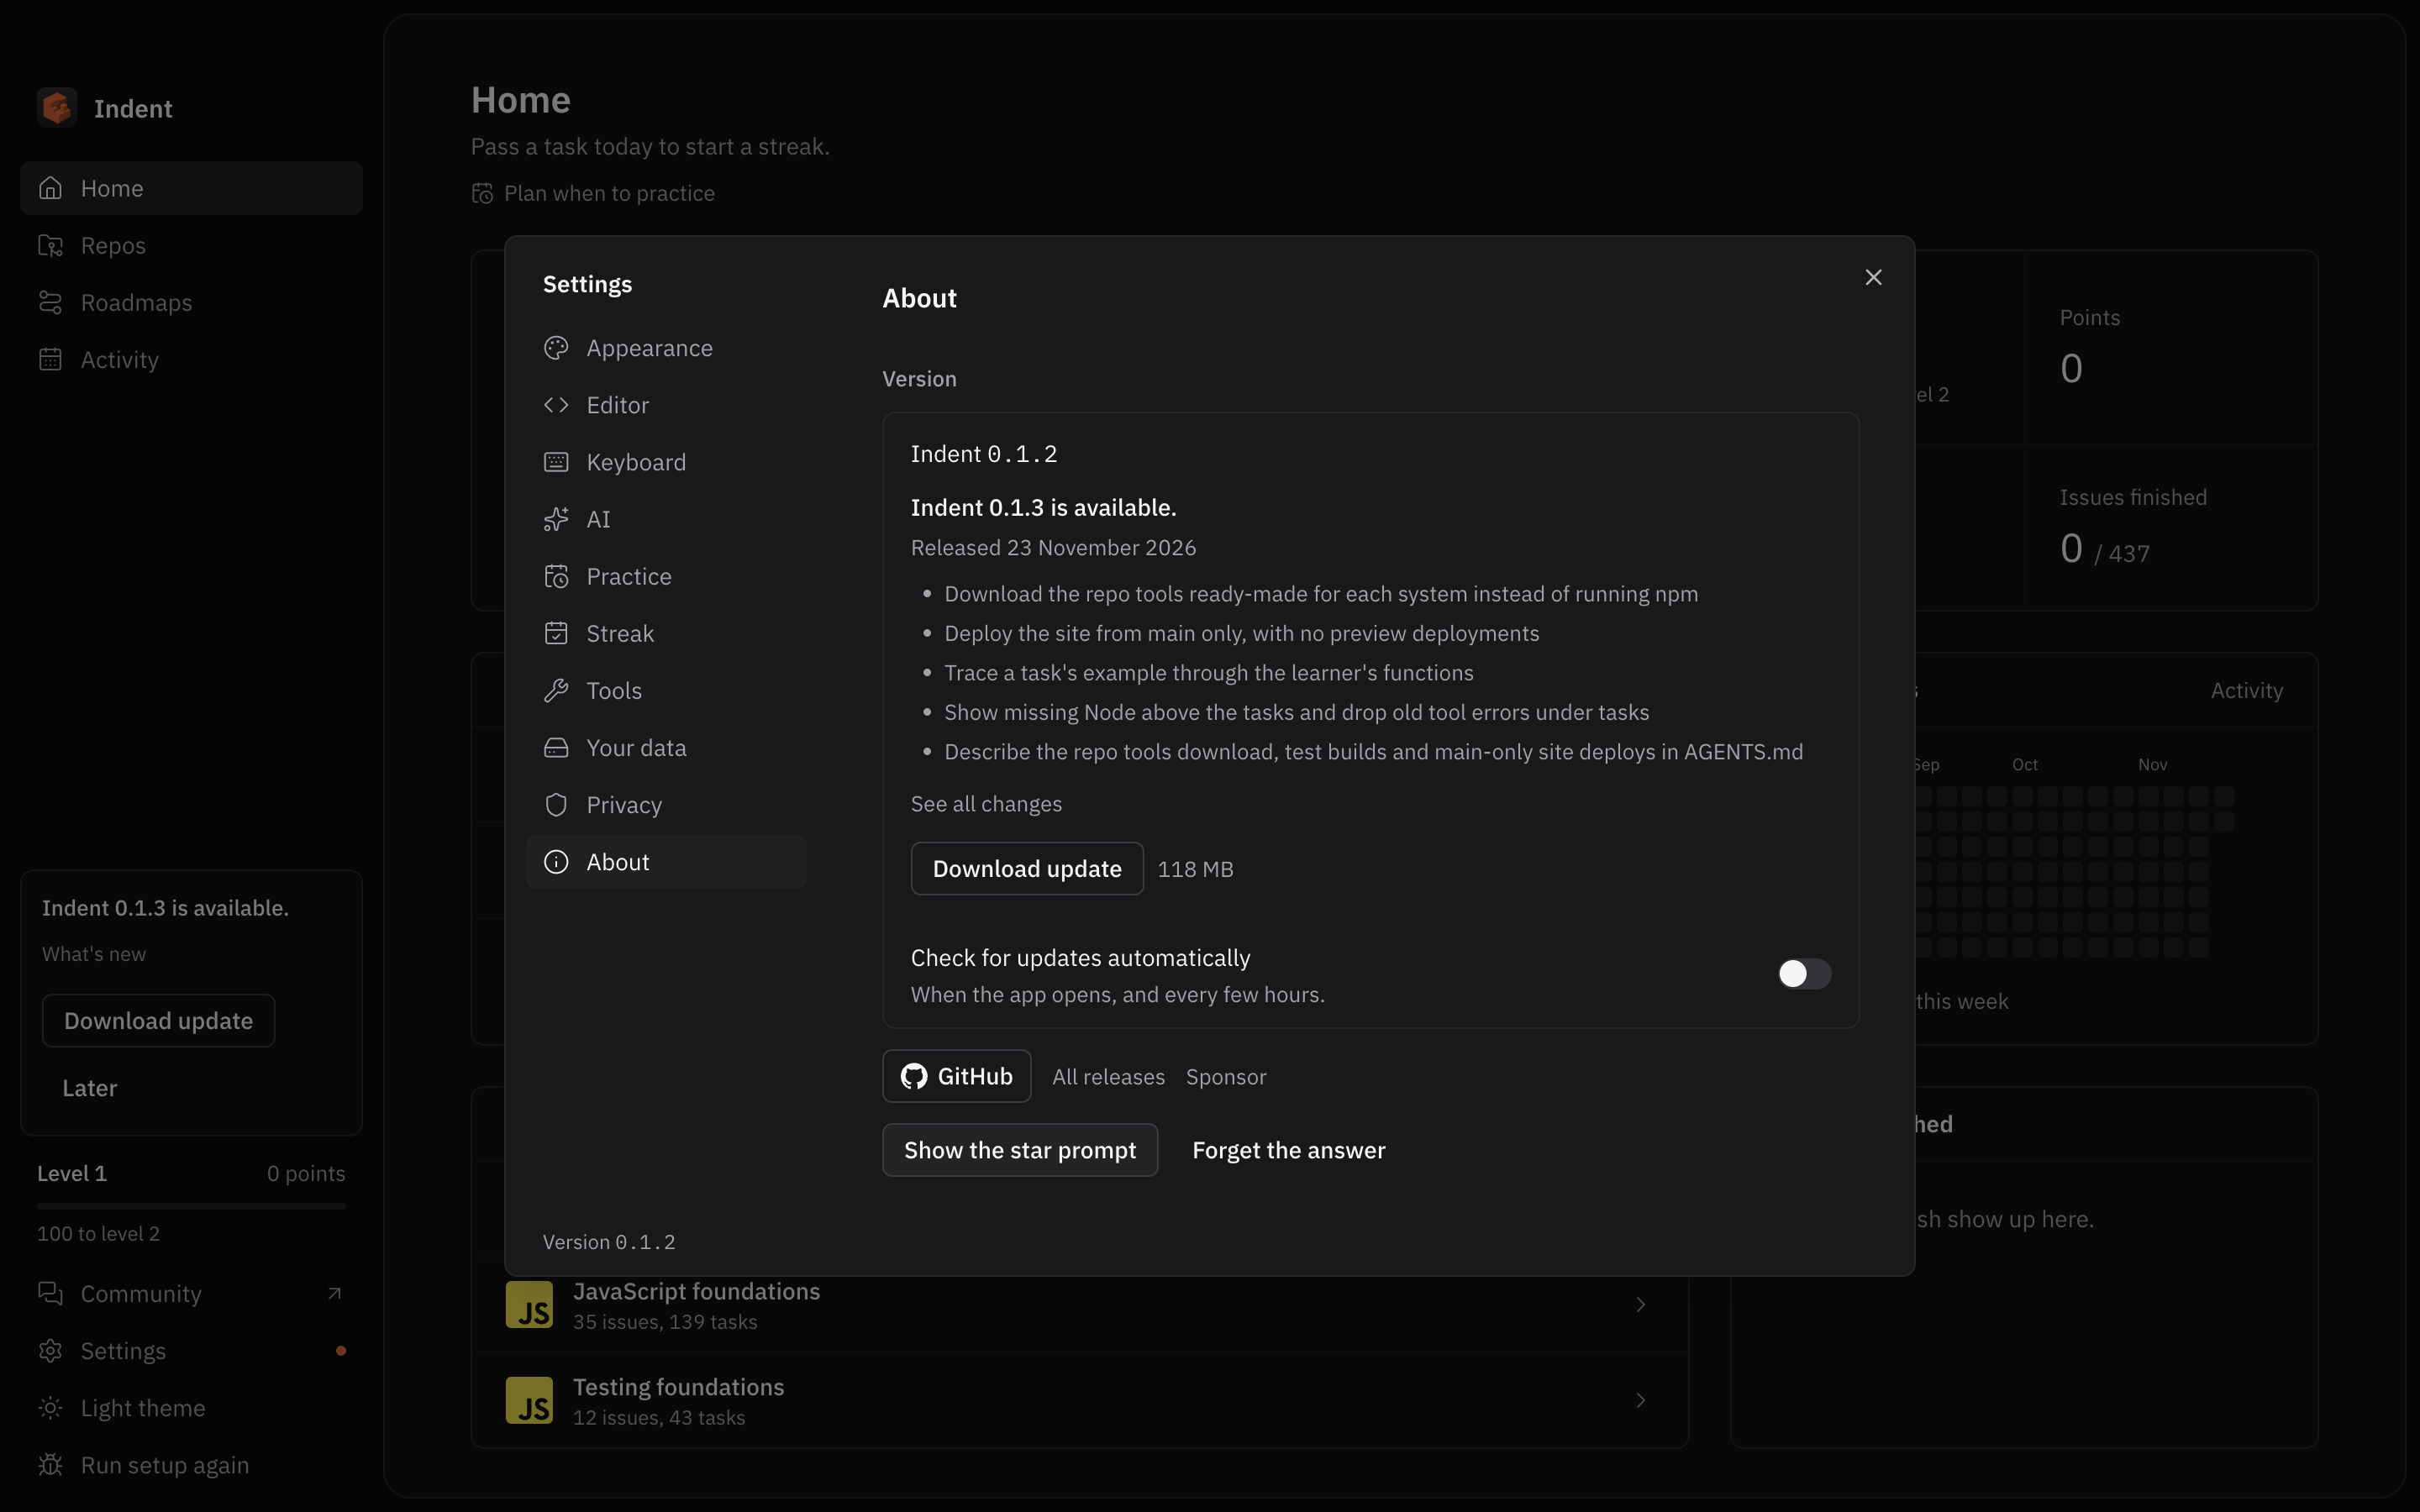 Indent
Home
Repos
Roadmaps
Activity
Indent 0.1.3 is available.
What's new
Download update
Later
Level 1
0 points
100 to level 2
Community
Settings
Light theme
Run setup again
Home
Pass a task today to start a streak.
Plan when to practice
Settings
Appearance
Editor
Keyboard
AI
Practice
Streak
Tools
Your data
Privacy
About
Version 0.1.2
About
Version
Indent 0.1.2
Indent 0.1.3 is available.
Released 23 November 2026
Download the repo tools ready-made for each system instead of running npm
Deploy the site from main only, with no preview deployments
Trace a task's example through the learner's functions
Show missing Node above the tasks and drop old tool errors under tasks
Describe the repo tools download, test builds and main-only site deploys in AGENTS.md
See all changes
Download update
118 MB
Check for updates automatically
When the app opens, and every few hours.
GitHub
All releases
Sponsor
Show the star prompt
Forget the answer
JS
JavaScript foundations
35 issues, 139 tasks
JS
Testing foundations
12 issues, 43 tasks
2
Points
0
Issues finished
0 / 437
Activity
Sep
Oct
Nov
this week
show up here.